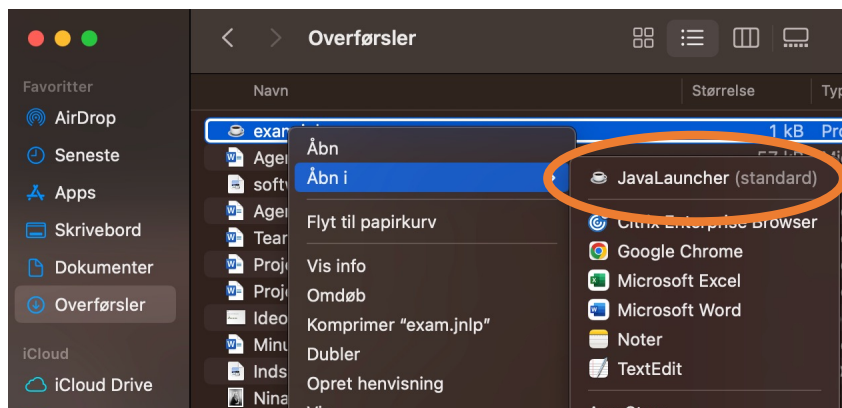 Overførsler
Favoritter
AirDrop
Seneste
Apps
Skrivebord
Dokumenter
Overførsler
iCloud
iCloud Drive
Navn
Størrelse
1 kB
Åbn
Åbn i
Flyt til papirkurv
Vis info
Omdøb
Komprimer “exam.jnlp”
Dubler
Opret henvisning
JavaLauncher (standard)
Citrix Enterprise Browser
Google Chrome
Microsoft Excel
Microsoft Word
Noter
TextEdit